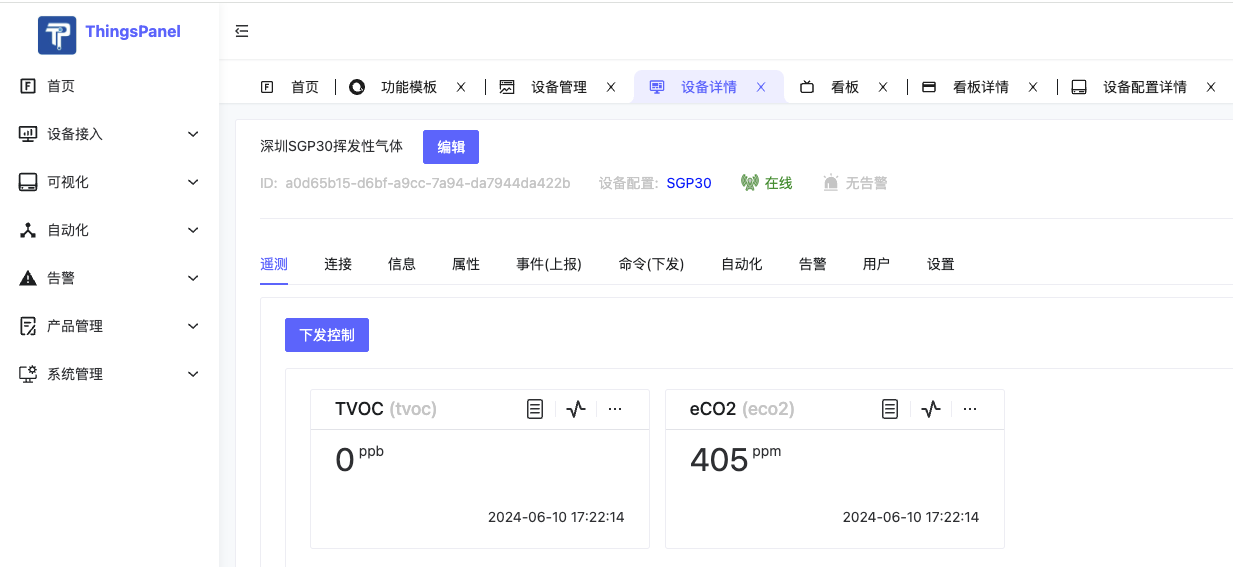 ThingsPanel
首页
设备接入
可视化
自动化
告警
产品管理
系统管理
首页 功能模板 设备管理 设备详情 看板 看板详情 设备配置详情
深圳SGP30挥发性气体 编辑
ID: a0d65b15-d6bf-a9cc-7a94-da7944da422b 设备配置: SGP30 在线 无告警
遥测 连接 信息 属性 事件(上报) 命令(下发) 自动化 告警 用户 设置
下发控制
TVOC (tvoc)
0 ppb
2024-06-10 17:22:14
eCO2 (eco2)
405 ppm
2024-06-10 17:22:14